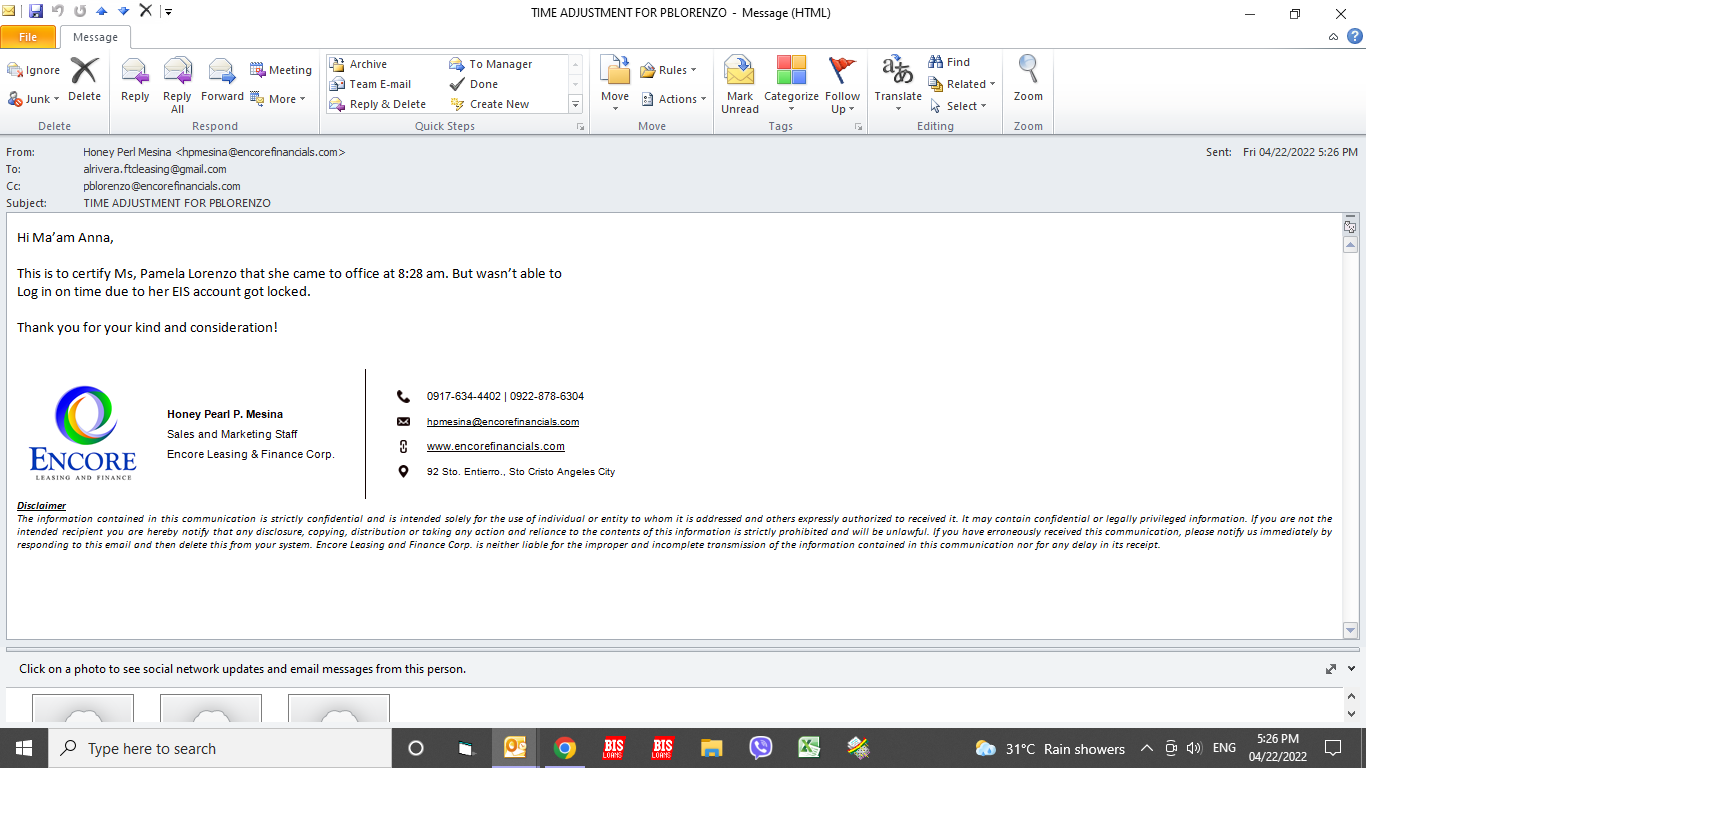 TIME ADJUSTMENT FOR PBLORENZO - Message (HTML)
File Message
Ignore
Junk
Delete
Reply
Reply All
Forward
Meeting
More
Archive
Team E-mail
Reply & Delete
To Manager
Done
Create New
Move
Rules
Actions
Mark Unread
Categorize
Follow Up
Translate
Find
Related
Select
Zoom
Delete Respond Quick Steps Move Tags Editing Zoom
From: Honey Perl Mesina <hpmesina@encorefinancials.com> Sent: Fri 04/22/2022 5:26 PM
To: alrivera.ftcleasing@gmail.com
Cc: pblorenzo@encorefinancials.com
Subject: TIME ADJUSTMENT FOR PBLORENZO
Hi Ma’am Anna,
This is to certify Ms, Pamela Lorenzo that she came to office at 8:28 am. But wasn’t able to
Log in on time due to her EIS account got locked.
Thank you for your kind and consideration!
ENCORE
LEASING AND FINANCE
Honey Pearl P. Mesina
Sales and Marketing Staff
Encore Leasing & Finance Corp.
0917-634-4402 | 0922-878-6304
hpmesina@encorefinancials.com
www.encorefinancials.com
92 Sto. Entierro., Sto Cristo Angeles City
Disclaimer
The information contained in this communication is strictly confidential and is intended solely for the use of individual or entity to whom it is addressed and others expressly authorized to received it. It may contain confidential or legally privileged information. If you are not the
intended recipient you are hereby notify that any disclosure, copying, distribution or taking any action and reliance to the contents of this information is strictly prohibited and will be unlawful. If you have erroneously received this communication, please notify us immediately by
responding to this email and then delete this from your system. Encore Leasing and Finance Corp. is neither liable for the improper and incomplete transmission of the information contained in this communication nor for any delay in its receipt.
Click on a photo to see social network updates and email messages from this person.
Type here to search
BIS
LOANS
BIS
LOANS
31°C Rain showers
ENG
5:26 PM
04/22/2022